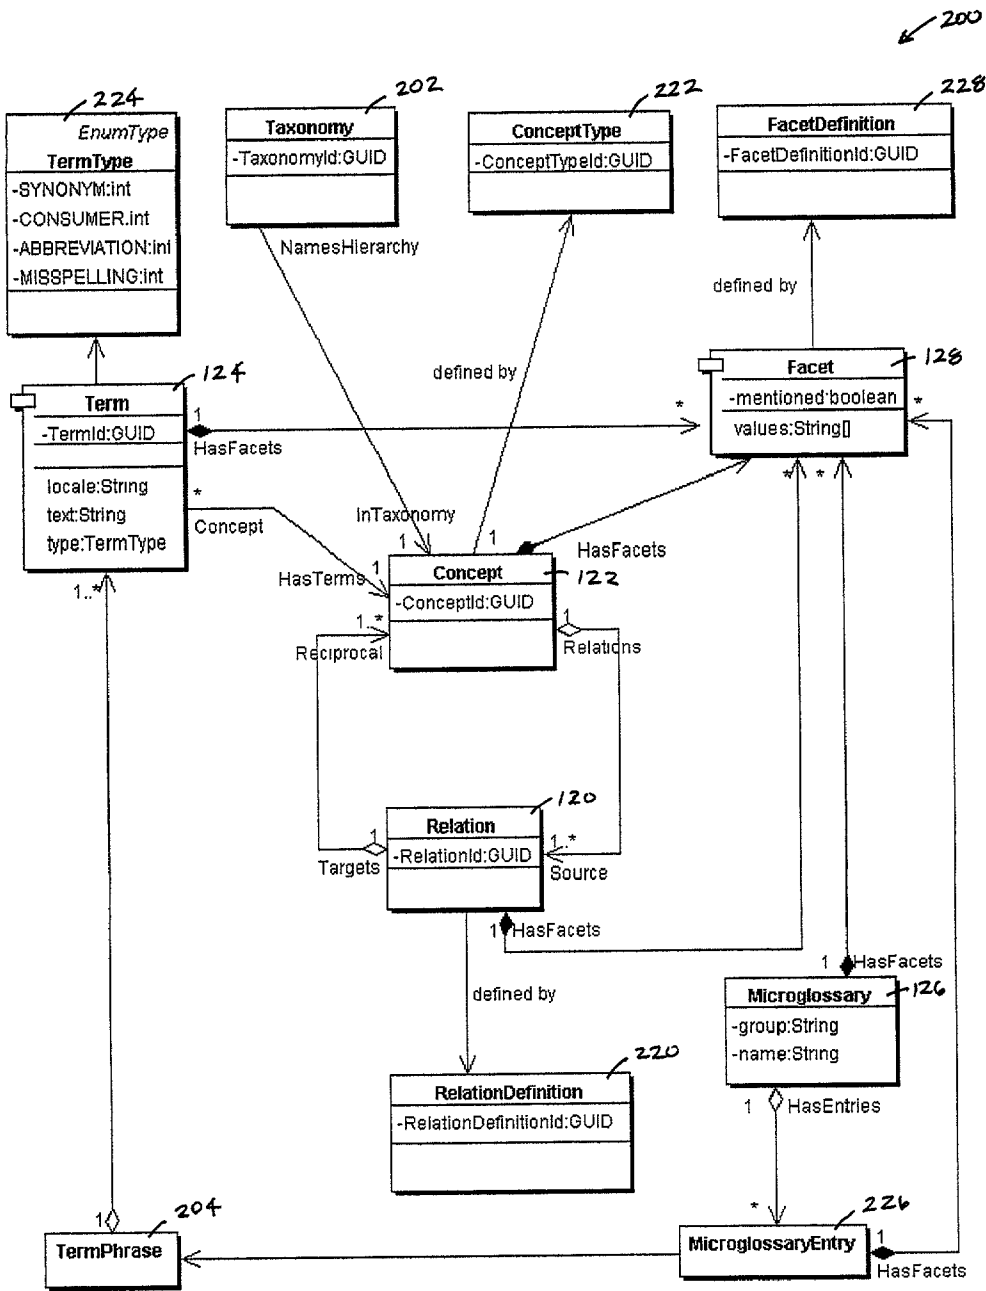 200
224
EnumType
TermType
-SYNONYM:int
-CONSUMER.int
-ABBREVIATION:int
-MISSPELLING:int
202
Taxonomy
-TaxonomyId:GUID
222
ConceptType
-ConceptTypeId:GUID
228
FacetDefinition
-FacetDefinitionId:GUID
NamesHierarchy
defined by
defined by
124
Term
-TermId:GUID
locale:String
text:String
type:TermType
1
HasFacets
*
128
Facet
-mentioned:boolean
values:String[]
*
*
*
*
Concept
InTaxonomy
1
1
HasFacets
HasTerms
1
122
Concept
-ConceptId:GUID
1..*
1..*
Reciprocal
1
Relations
120
Relation
-RelationId:GUID
1
Targets
1..*
Source
1
HasFacets
defined by
1
HasFacets
126
Microglossary
-group:String
-name:String
220
RelationDefinition
-RelationDefinitionId:GUID
1
HasEntries
*
1
204
TermPhrase
226
MicroglossaryEntry
1
HasFacets